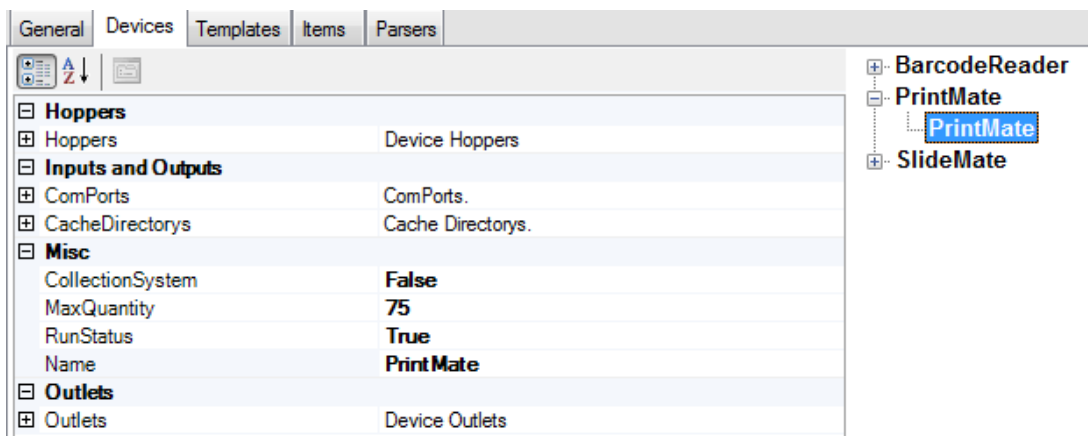 General Devices Templates Items Parsers
A Z
Hoppers
Hoppers Device Hoppers
Inputs and Outputs
ComPorts ComPorts.
CacheDirectorys Cache Directorys.
Misc
CollectionSystem False
MaxQuantity 75
RunStatus True
Name PrintMate
Outlets
Outlets Device Outlets
BarcodeReader
PrintMate
PrintMate
SlideMate